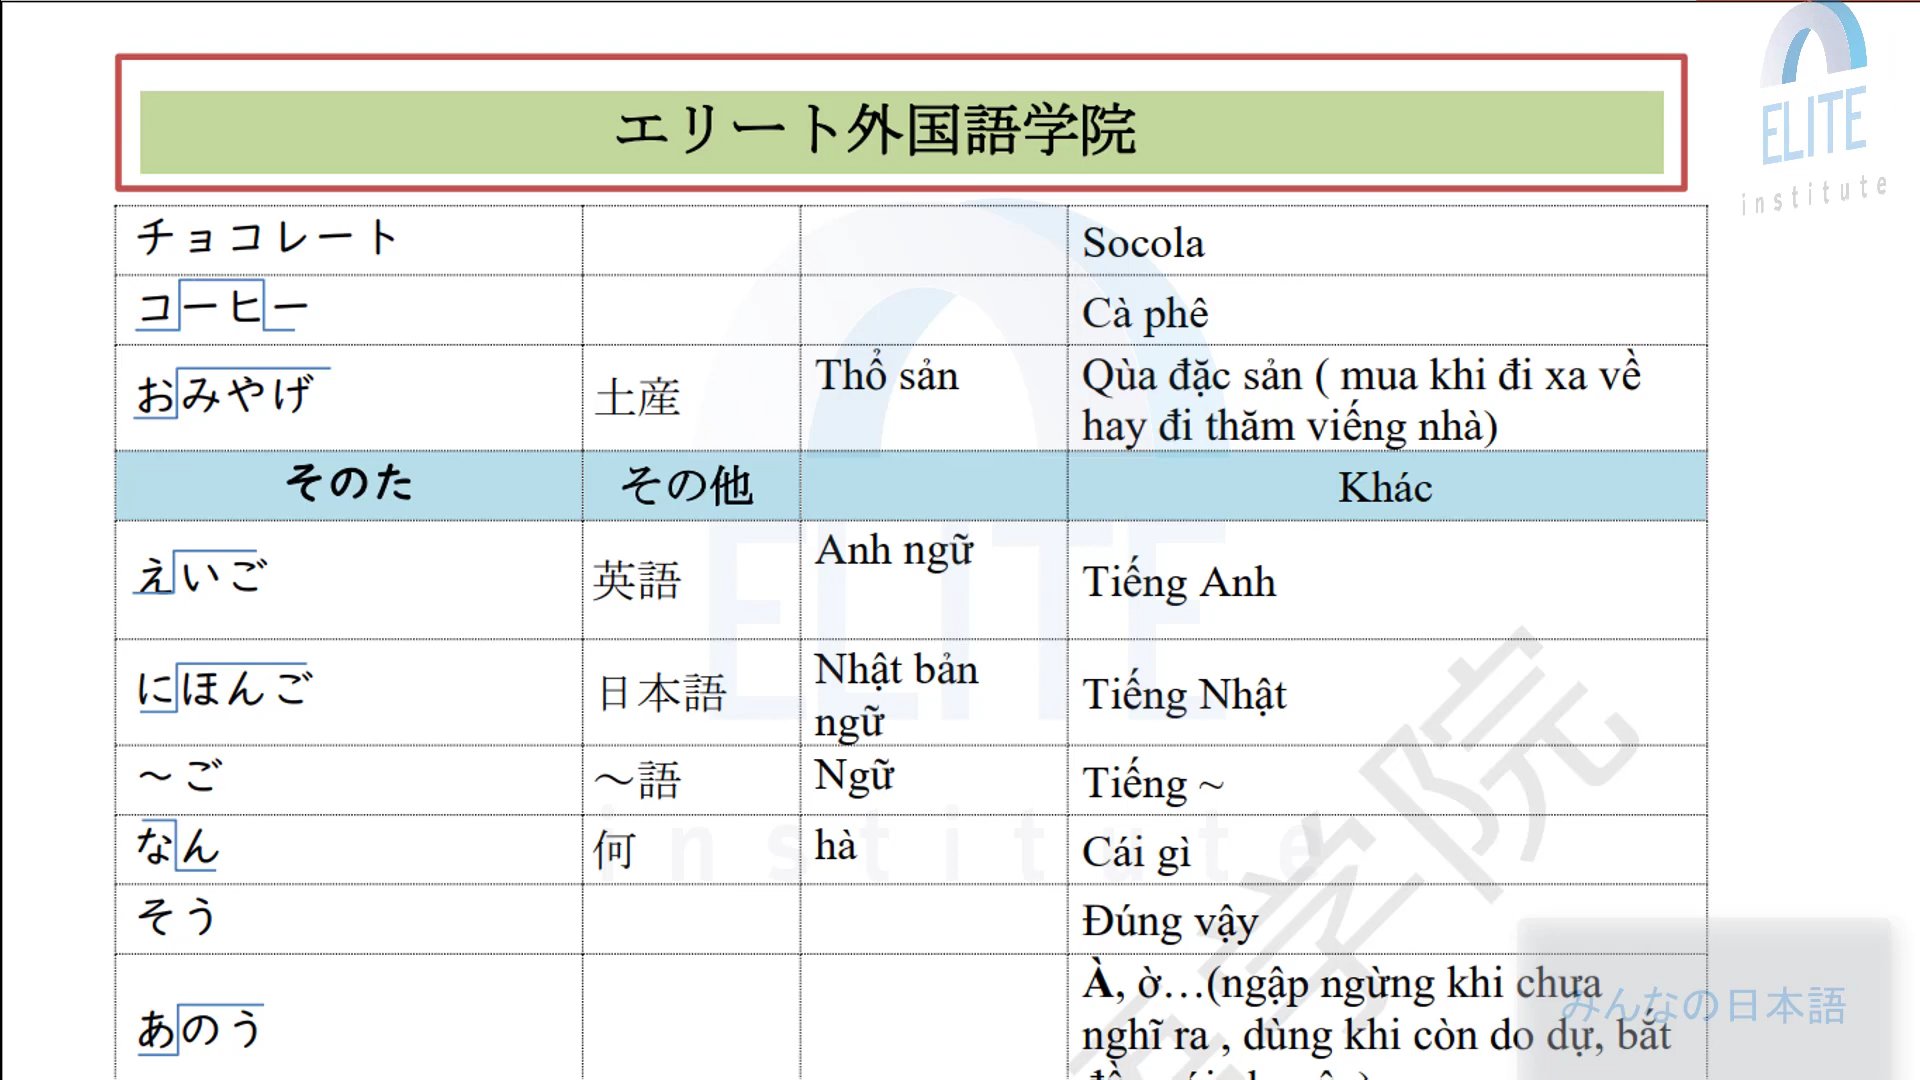 エリート外国語学院
ELITE
institute
チョコレート Socola
コーヒー Cà phê
おみやげ 土産 Thổ sản Qùa đặc sản ( mua khi đi xa về
hay đi thăm viếng nhà)
そのた その他 Khác
えいご 英語 Anh ngữ Tiếng Anh
にほんご 日本語 Nhật bản
ngữ Tiếng Nhật
～ご ～語 Ngữ Tiếng ~
なん 何 hà Cái gì
そう Đúng vậy
あのう À, ờ…(ngập ngừng khi chưa
nghĩ ra , dùng khi còn do dự, bắt
みんなの日本語
ELITE
institute
学院